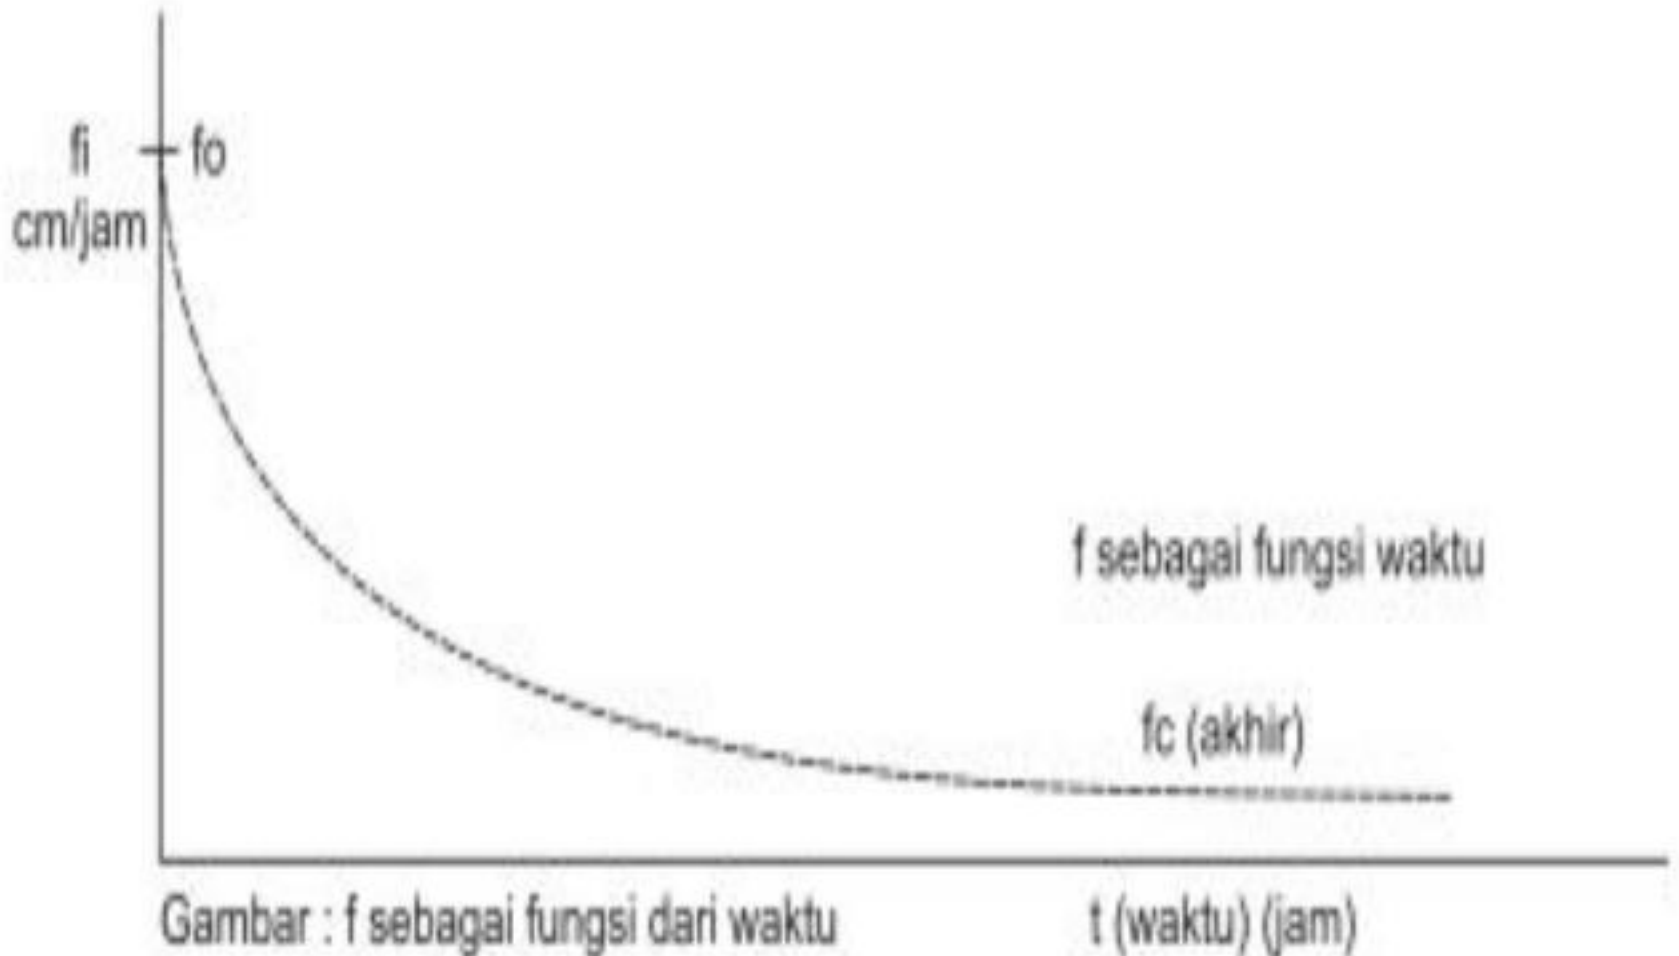 fi
fo
cm/jam
f sebagai fungsi waktu
fc (akhir)
Gambar : f sebagai fungsi dari waktu
t (waktu) (jam)